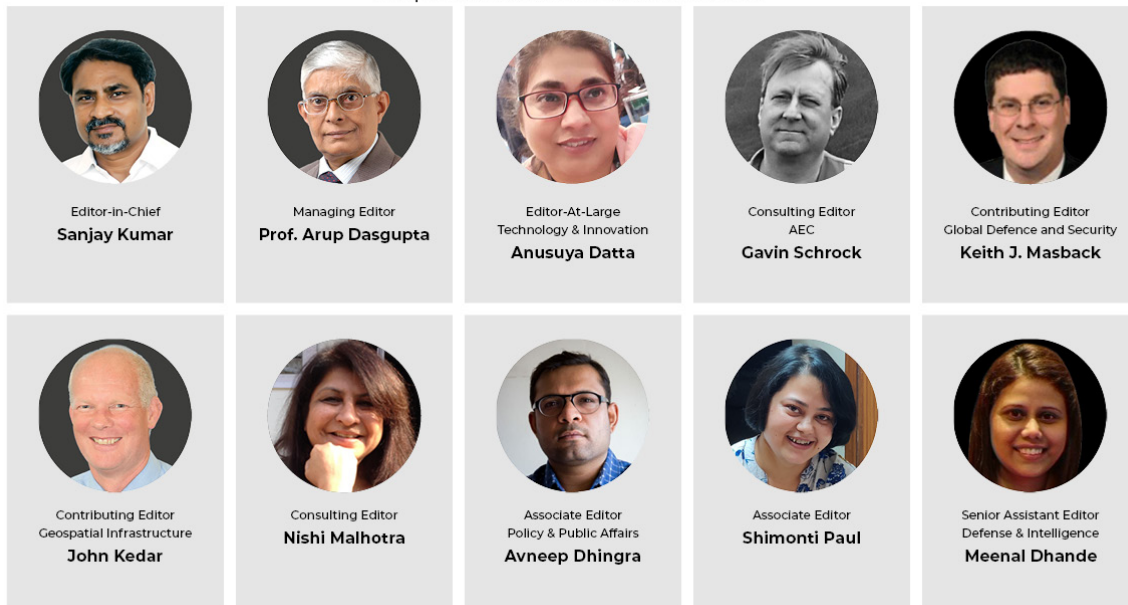 Editor-in-Chief
Sanjay Kumar
Managing Editor
Prof. Arup Dasgupta
Editor-At-Large
Technology & Innovation
Anusuya Datta
Consulting Editor
AEC
Gavin Schrock
Contributing Editor
Global Defence and Security
Keith J. Masback
Contributing Editor
Geospatial Infrastructure
John Kedar
Consulting Editor
Nishi Malhotra
Associate Editor
Policy & Public Affairs
Avneep Dhingra
Associate Editor
Shimonti Paul
Senior Assistant Editor
Defense & Intelligence
Meenal Dhande